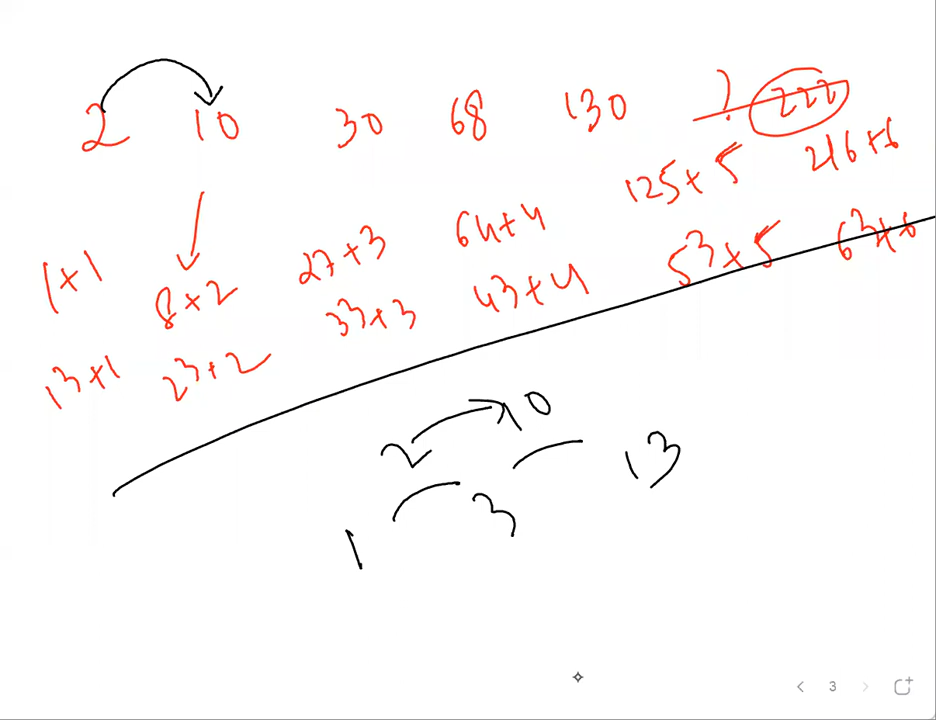 2 10 30 68 130 ? 222
1+1 8+2 27+3 64+4 125+5 216+6
1³+1 2³+2 3³+3 4³+4 5³+5 6³+6
2 10
1 3 13
3